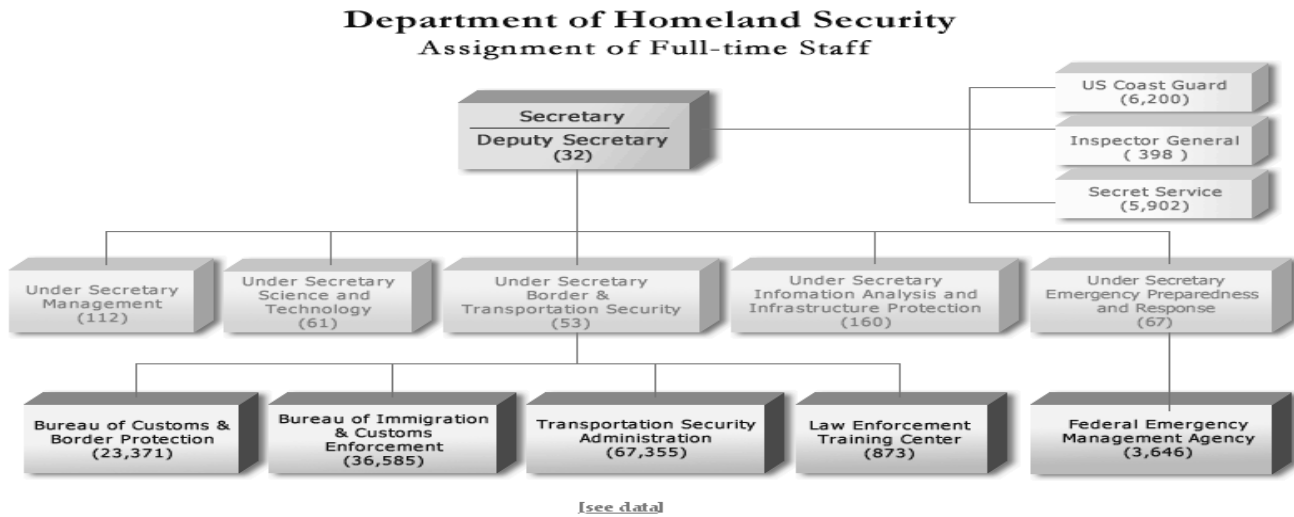 Department of Homeland Security
Assignment of Full-time Staff
US Coast Guard
(6,200)
Secretary
Deputy Secretary
(32)
Inspector General
( 398 )
Secret Service
(5,902)
Under Secretary
Management
(112)
Under Secretary
Science and
Technology
(61)
Under Secretary
Border &
Transportation Security
(53)
Under Secretary
Infomation Analysis and
Infrastructure Protection
(160)
Under Secretary
Emergency Preparedness
and Response
(67)
Bureau of Customs &
Border Protection
(23,371)
Bureau of Immigration
& Customs
Enforcement
(36,585)
Transportation Security
Administration
(67,355)
Law Enforcement
Training Center
(873)
Federal Emergency
Management Agency
(3,646)
[see data]